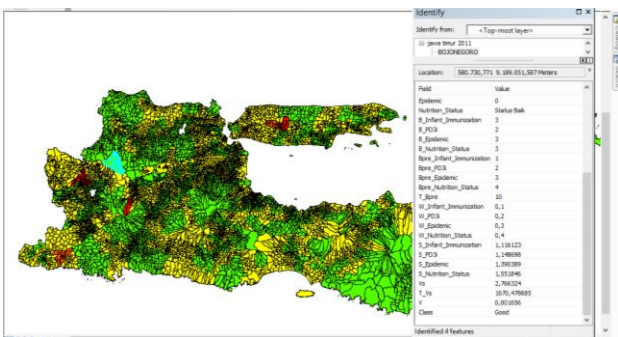 Identify
Identify from: <Top-most layer>
jawa timur 2011
BOJONEGORO
Location: 580.730,771 9.189.051,587 Meters
Field Value
Epidemic 0
Nutrition_Status Status Baik
B_Infant_Immunization 3
B_PD3I 2
B_Epidemic 3
B_Nutrition_Status 3
Bpre_Infant_Immunization 1
Bpre_PD3I 2
Bpre_Epidemic 3
Bpre_Nutrition_Status 4
T_Bpre 10
W_Infant_Immunization 0,1
W_PD3I 0,2
W_Epidemic 0,3
W_Nutrition_Status 0,4
S_Infant_Immunization 1,116123
S_PD3I 1,148698
S_Epidemic 1,390389
S_Nutrition_Status 1,551846
Vs 2,766324
T_Vs 1670,478685
V 0,001656
Class Good
Identified 4 features